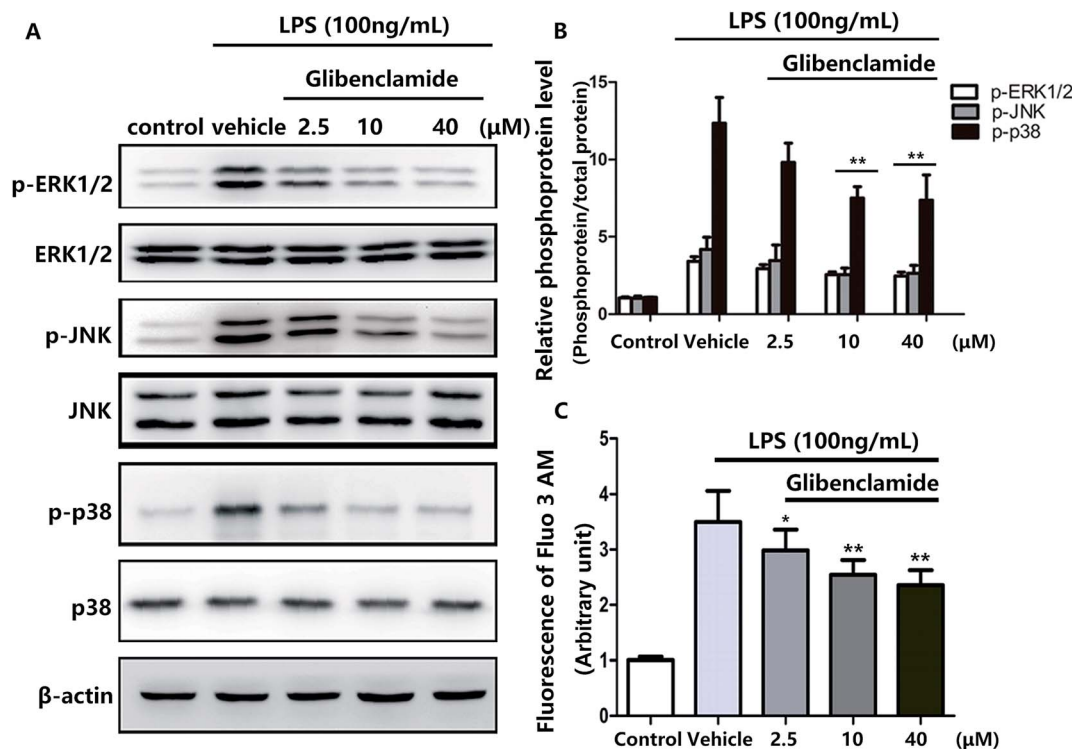 A
LPS (100ng/mL)
Glibenclamide
control vehicle 2.5 10 40 (μM)
p-ERK1/2
ERK1/2
p-JNK
JNK
p-p38
p38
β-actin
B
LPS (100ng/mL)
Glibenclamide
p-ERK1/2
p-JNK
p-p38
Relative phosphoprotein level
(Phosphoprotein/total protein)
15
10
5
0
** **
Control Vehicle 2.5 10 40 (μM)
C
LPS (100ng/mL)
Glibenclamide
Fluorescence of Fluo 3 AM
(Arbitrary unit)
5
4
3
2
1
0
* ** **
Control Vehicle 2.5 10 40 (μM)